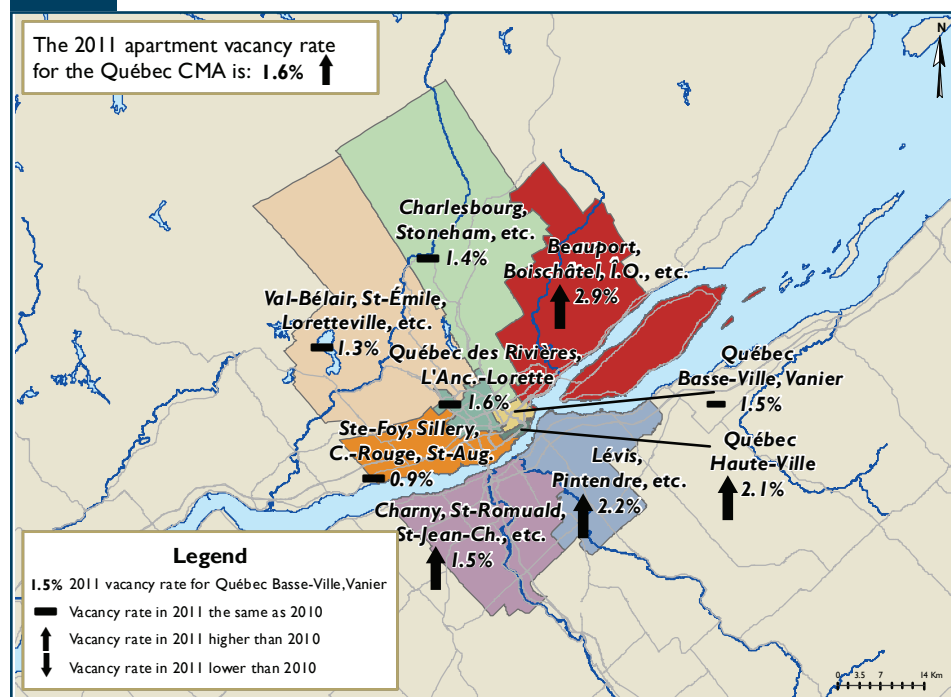 The 2011 apartment vacancy rate
for the Québec CMA is: 1.6%
N
Charlesbourg,
Stoneham, etc.
1.4%
Beauport,
Boischâtel, Î.O., etc.
2.9%
Val-Bélair, St-Émile,
Loretteville, etc.
1.3%
Québec des Rivières,
L'Anc.-Lorette
1.6%
Québec
Basse-Ville, Vanier
1.5%
Ste-Foy, Sillery,
C.-Rouge, St-Aug,
0.9%
Québec
Haute-Ville
2.1%
Lévis,
Pintendre, etc.
2.2%
Charny, St-Romuald,
St-Jean-Ch., etc.
1.5%
Legend
1.5% 2011 vacancy rate for Québec Basse-Ville,Vanier
Vacancy rate in 2011 the same as 2010
Vacancy rate in 2011 higher than 2010
Vacancy rate in 2011 lower than 2010
0 3.5 7 14 Km